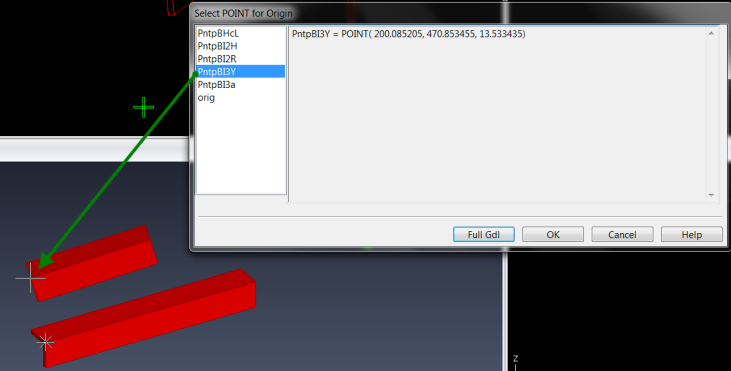 Select POINT for Origin
PntpBHcL
PntpBI2H
PntpBI2R
PntpBI3Y
PntpBI3a
orig
PntpBI3Y = POINT( 200.085205, 470.853455, 13.533435)
Full Gdl
OK
Cancel
Help
Z